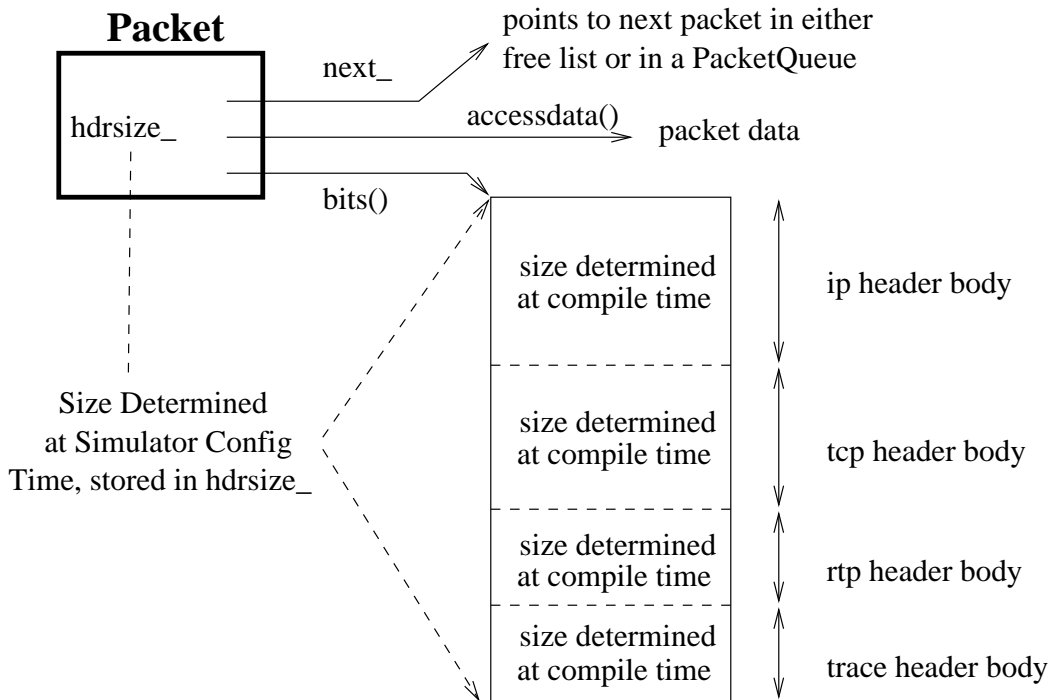 Packet
points to next packet in either
free list or in a PacketQueue
next_
accessdata()
hdrsize_
packet data
bits()
size determined
at compile time
ip header body
Size Determined
at Simulator Config
Time, stored in hdrsize_
size determined
at compile time
tcp header body
size determined
at compile time
rtp header body
size determined
at compile time
trace header body